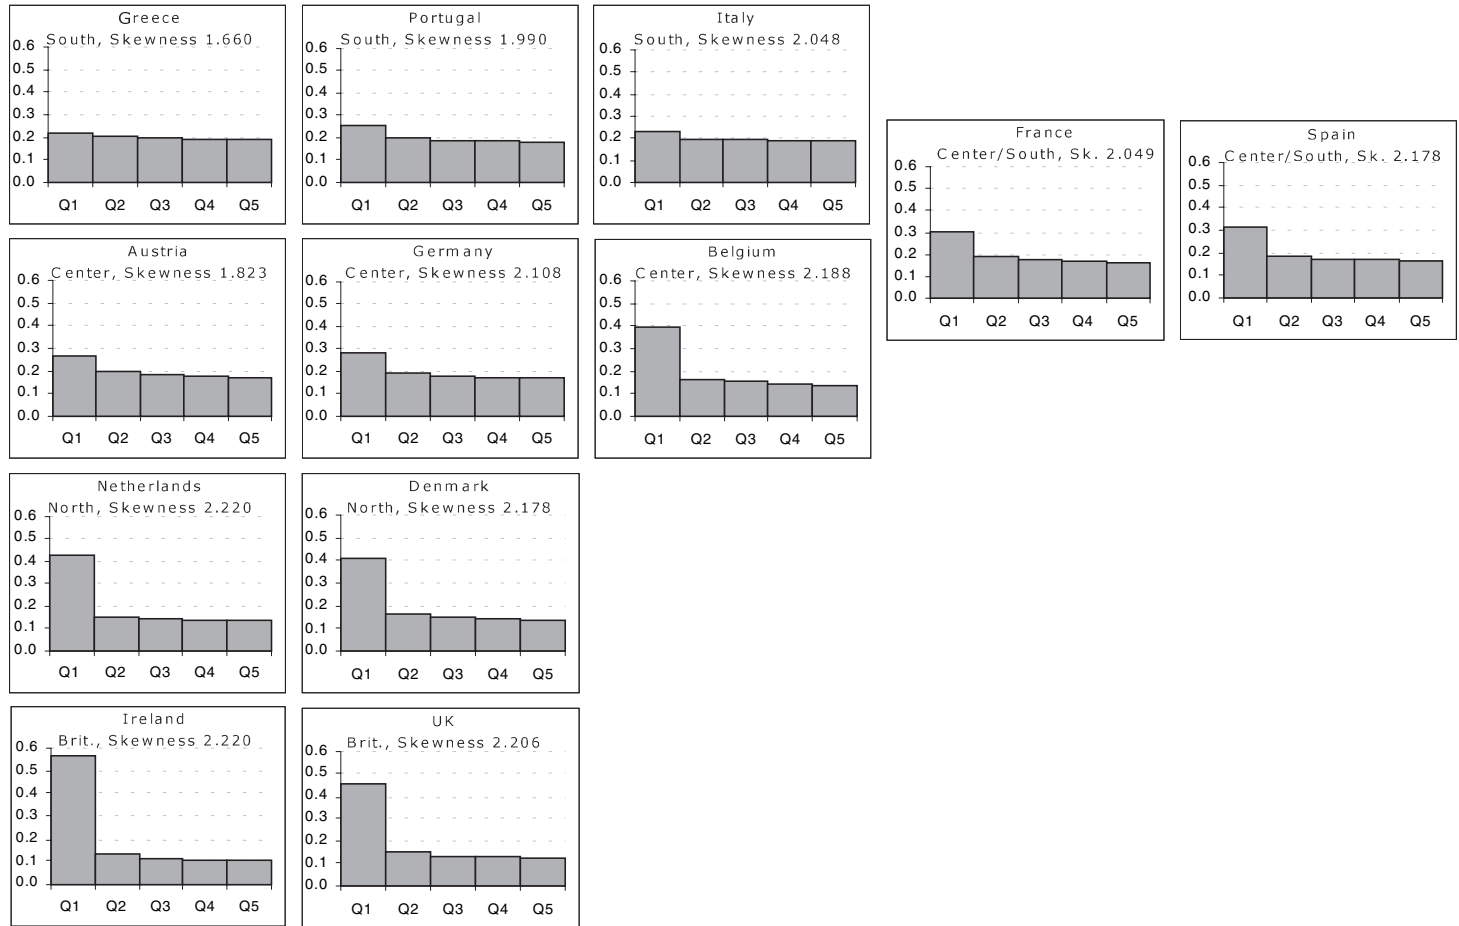 Greece
South, Skewness 1.660
0.6
0.5
0.4
0.3
0.2
0.1
0.0
Q1 Q2 Q3 Q4 Q5
Portugal
South, Skewness 1.990
0.6
0.5
0.4
0.3
0.2
0.1
0.0
Q1 Q2 Q3 Q4 Q5
Italy
South, Skewness 2.048
0.6
0.5
0.4
0.3
0.2
0.1
0.0
Q1 Q2 Q3 Q4 Q5
France
Center/South, Sk. 2.049
0.6
0.5
0.4
0.3
0.2
0.1
0.0
Q1 Q2 Q3 Q4 Q5
Spain
Center/South, Sk. 2.178
0.6
0.5
0.4
0.3
0.2
0.1
0.0
Q1 Q2 Q3 Q4 Q5
Austria
Center, Skewness 1.823
0.6
0.5
0.4
0.3
0.2
0.1
0.0
Q1 Q2 Q3 Q4 Q5
Germany
Center, Skewness 2.108
0.6
0.5
0.4
0.3
0.2
0.1
0.0
Q1 Q2 Q3 Q4 Q5
Belgium
Center, Skewness 2.188
0.6
0.5
0.4
0.3
0.2
0.1
0.0
Q1 Q2 Q3 Q4 Q5
Netherlands
North, Skewness 2.220
0.6
0.5
0.4
0.3
0.2
0.1
0.0
Q1 Q2 Q3 Q4 Q5
Denmark
North, Skewness 2.178
0.6
0.5
0.4
0.3
0.2
0.1
0.0
Q1 Q2 Q3 Q4 Q5
Ireland
Brit., Skewness 2.220
0.6
0.5
0.4
0.3
0.2
0.1
0.0
Q1 Q2 Q3 Q4 Q5
UK
Brit., Skewness 2.206
0.6
0.5
0.4
0.3
0.2
0.1
0.0
Q1 Q2 Q3 Q4 Q5